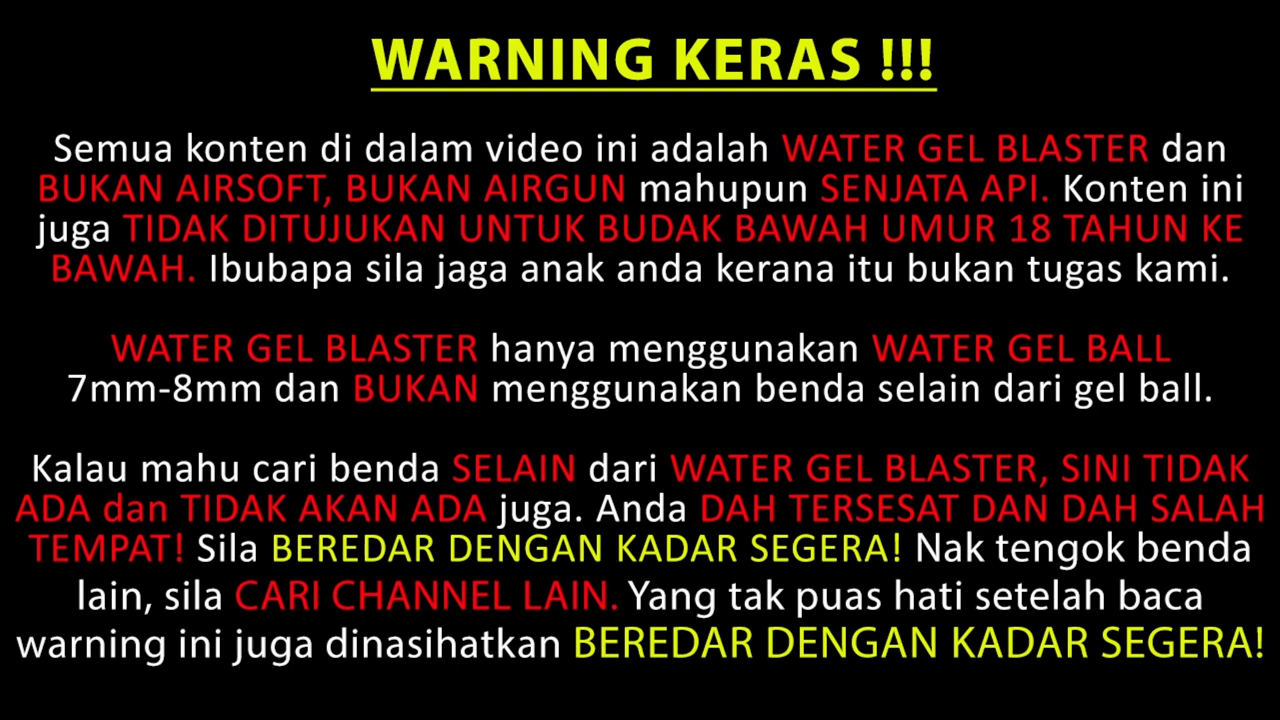 WARNING KERAS !!!
Semua konten di dalam video ini adalah WATER GEL BLASTER dan
BUKAN AIRSOFT, BUKAN AIRGUN mahupun SENJATA API. Konten ini
juga TIDAK DITUJUKAN UNTUK BUDAK BAWAH UMUR 18 TAHUN KE
BAWAH. Ibubapa sila jaga anak anda kerana itu bukan tugas kami.
WATER GEL BLASTER hanya menggunakan WATER GEL BALL
7mm-8mm dan BUKAN menggunakan benda selain dari gel ball.
Kalau mahu cari benda SELAIN dari WATER GEL BLASTER, SINI TIDAK
ADA dan TIDAK AKAN ADA juga. Anda DAH TERSESAT DAN DAH SALAH
TEMPAT! Sila BEREDAR DENGAN KADAR SEGERA! Nak tengok benda
lain, sila CARI CHANNEL LAIN. Yang tak puas hati setelah baca
warning ini juga dinasihatkan BEREDAR DENGAN KADAR SEGERA!